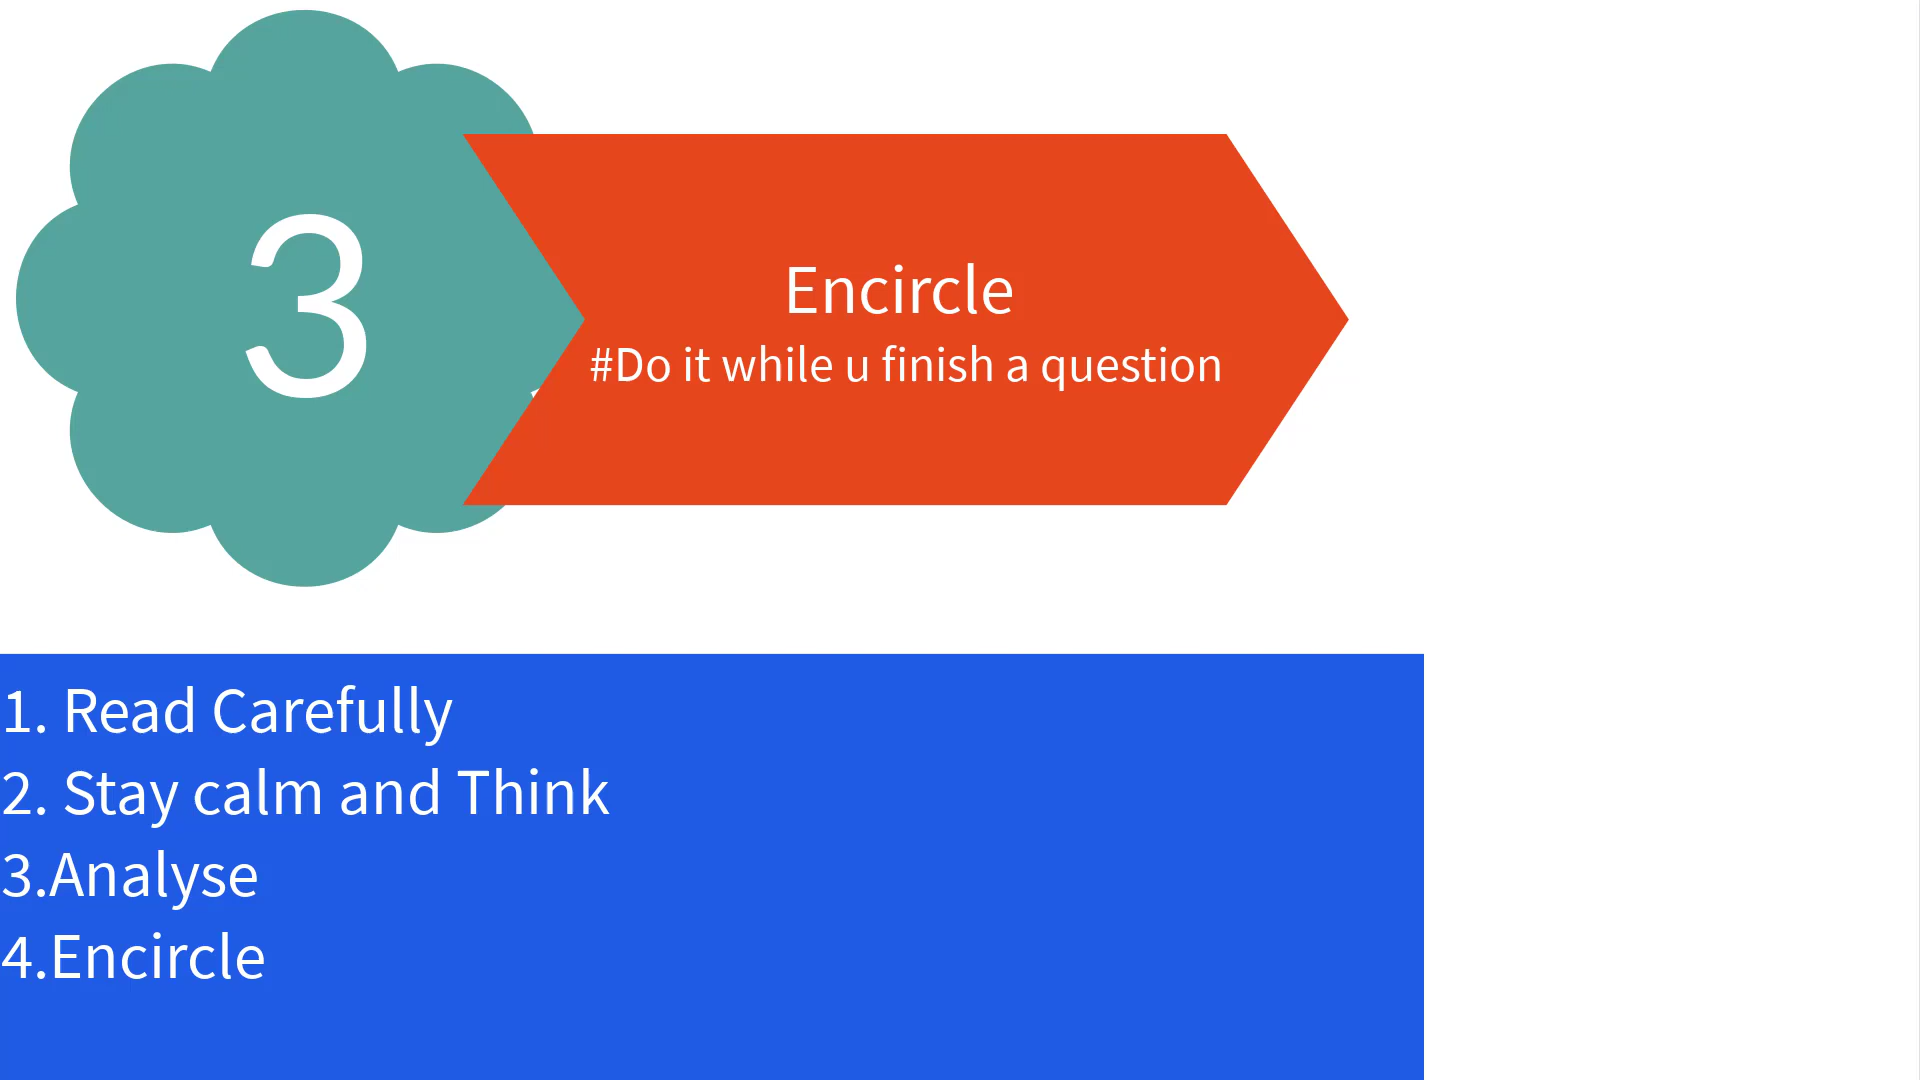 3
Encircle
#Do it while u finish a question
1. Read Carefully
2. Stay calm and Think
3.Analyse
4.Encircle